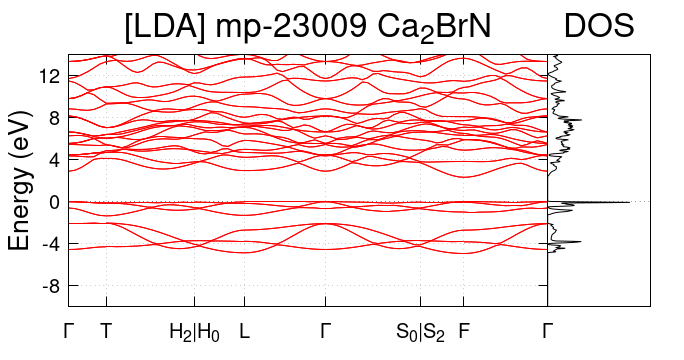 [LDA] mp-23009 Ca₂BrN DOS
Energy (eV)
12
8
4
0
-4
-8
Γ T H₂|H₀ L Γ S₀|S₂ F Γ